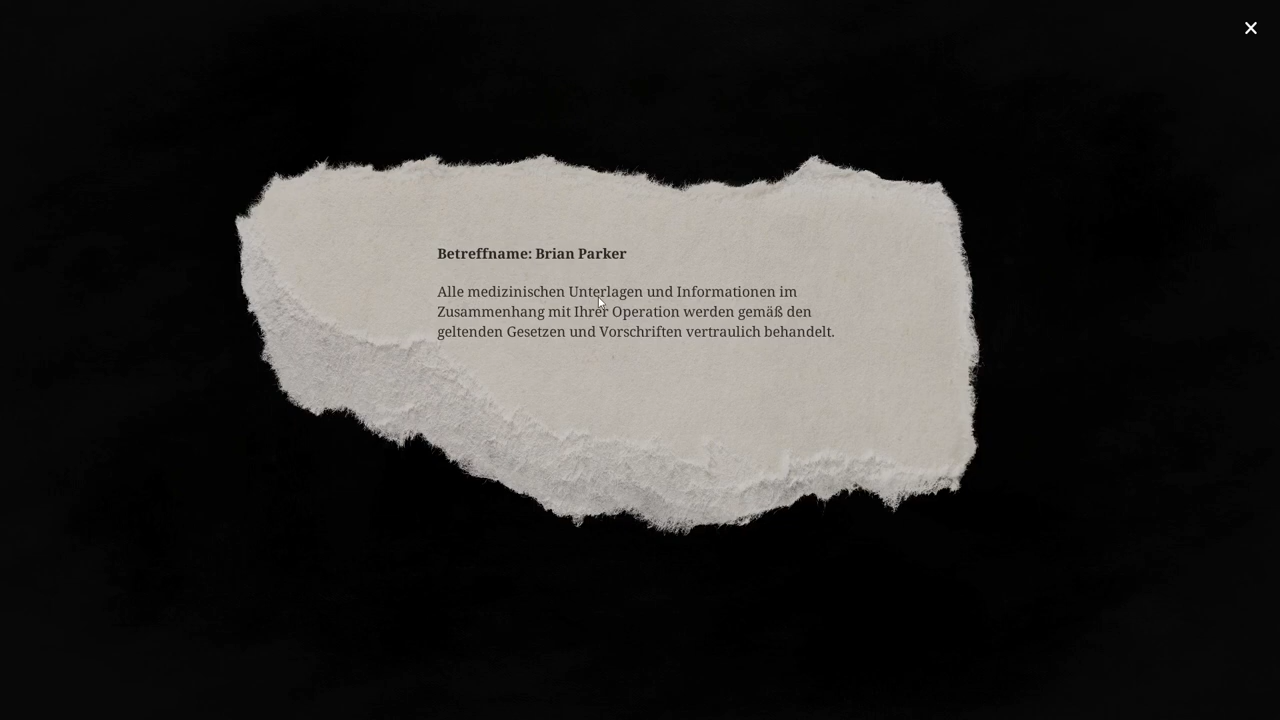 Betreffname: Brian Parker
Alle medizinischen Unterlagen und Informationen im
Zusammenhang mit Ihrer Operation werden gemäß den
geltenden Gesetzen und Vorschriften vertraulich behandelt.